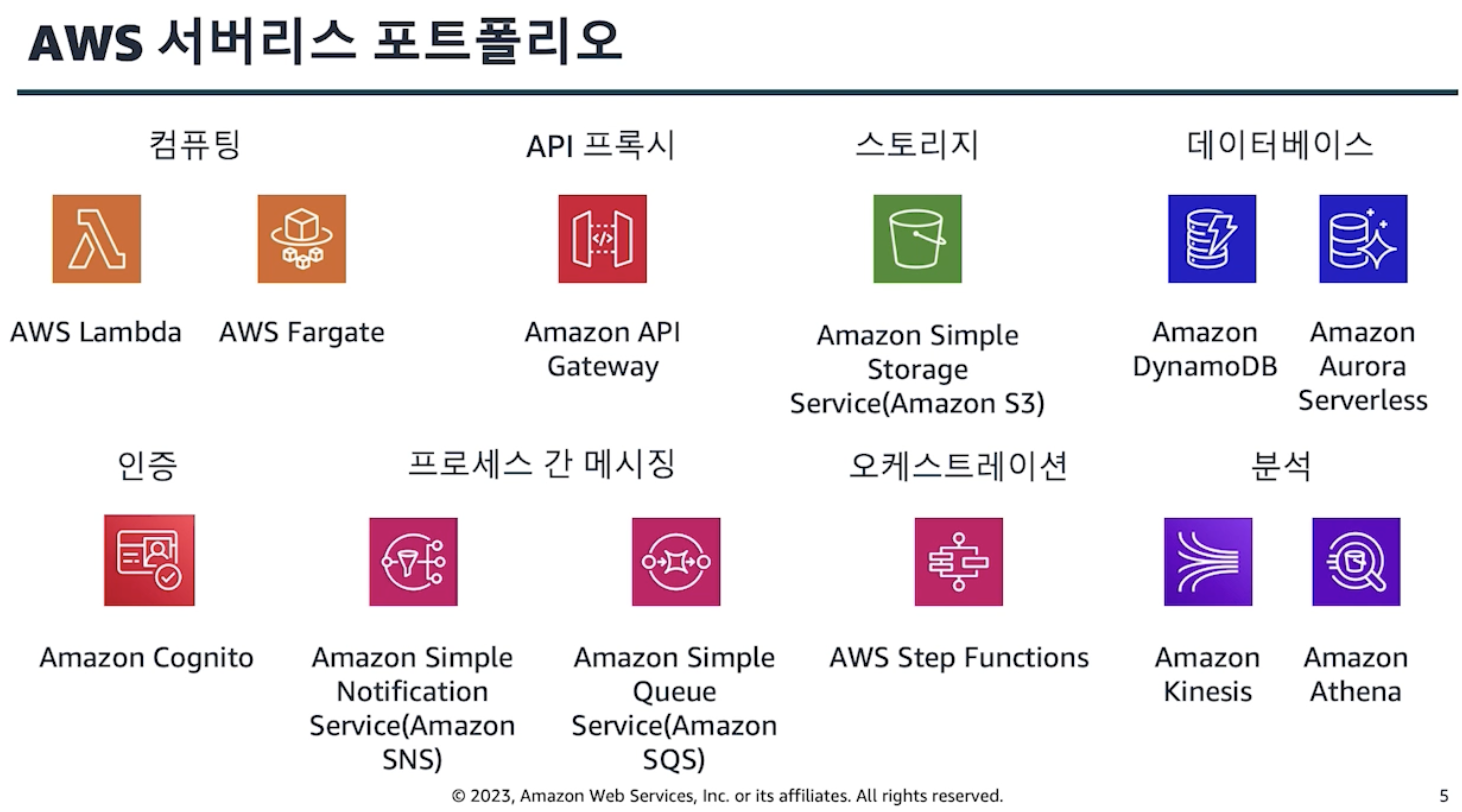 AWS 서버리스 포트폴리오
컴퓨팅
API 프록시
스토리지
데이터베이스
AWS Lambda
AWS Fargate
Amazon API
Gateway
Amazon Simple
Storage
Service(Amazon S3)
Amazon
DynamoDB
Amazon
Aurora
Serverless
인증
프로세스 간 메시징
오케스트레이션
분석
Amazon Cognito
Amazon Simple
Notification
Service(Amazon
SNS)
Amazon Simple
Queue
Service(Amazon
SQS)
AWS Step Functions
Amazon
Kinesis
Amazon
Athena
© 2023, Amazon Web Services, Inc. or its affiliates. All rights reserved.
5